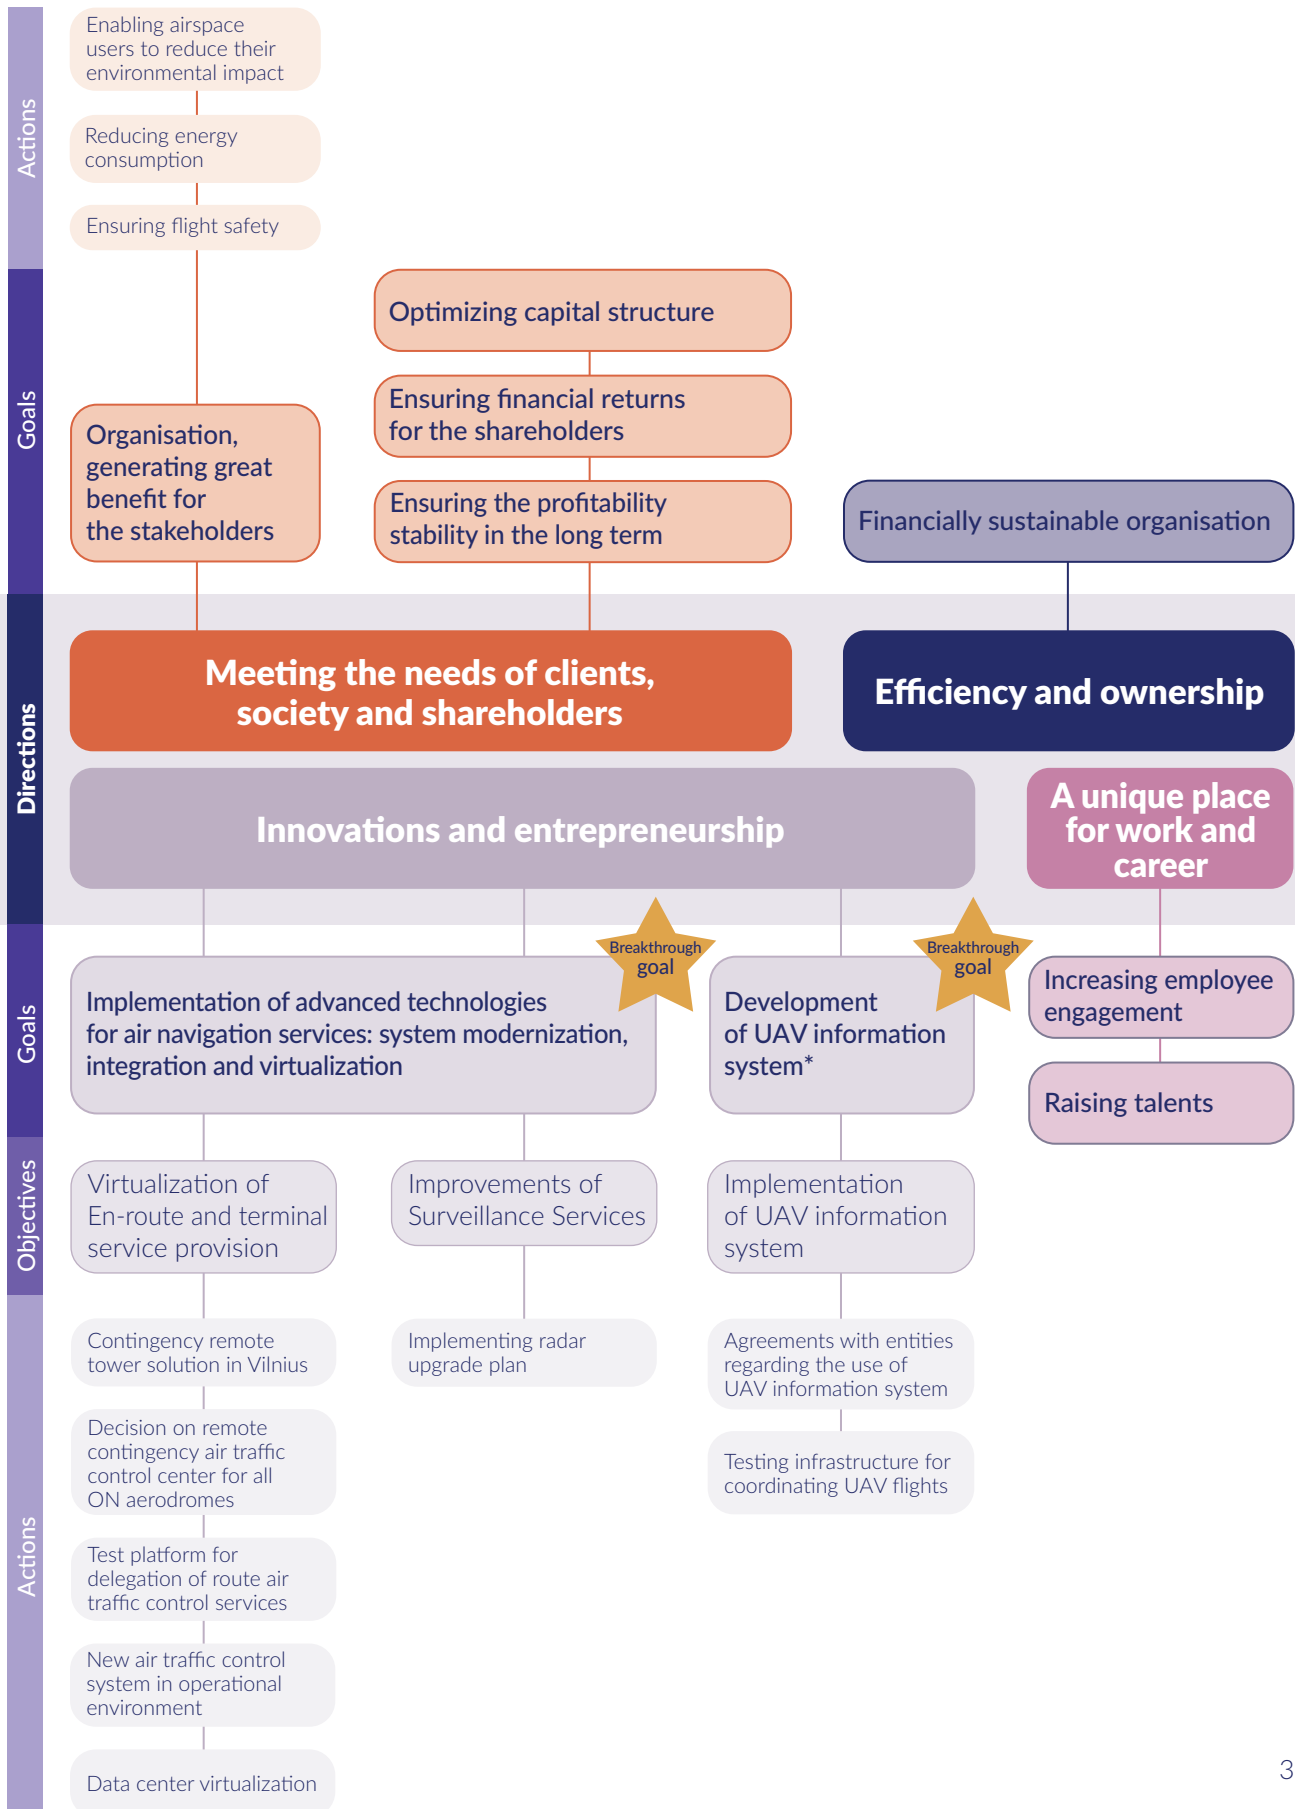 Actions
Enabling airspace
users to reduce their
environmental impact
Reducing energy
consumption
Ensuring flight safety
Goals
Organisation,
generating great
benefit for
the stakeholders
Optimizing capital structure
Ensuring financial returns
for the shareholders
Ensuring the profitability
stability in the long term
Financially sustainable organisation
Directions
Meeting the needs of clients,
society and shareholders
Efficiency and ownership
Innovations and entrepreneurship
A unique place
for work and
career
Goals
Implementation of advanced technologies
for air navigation services: system modernization,
integration and virtualization
Breakthrough
goal
Development
of UAV information
system*
Breakthrough
goal
Increasing employee
engagement
Raising talents
Objectives
Virtualization of
En-route and terminal
service provision
Improvements of
Surveillance Services
Implementation
of UAV information
system
Actions
Contingency remote
tower solution in Vilnius
Decision on remote
contingency air traffic
control center for all
ON aerodromes
Test platform for
delegation of route air
traffic control services
New air traffic control
system in operational
environment
Data center virtualization
Implementing radar
upgrade plan
Agreements with entities
regarding the use of
UAV information system
Testing infrastructure for
coordinating UAV flights
3